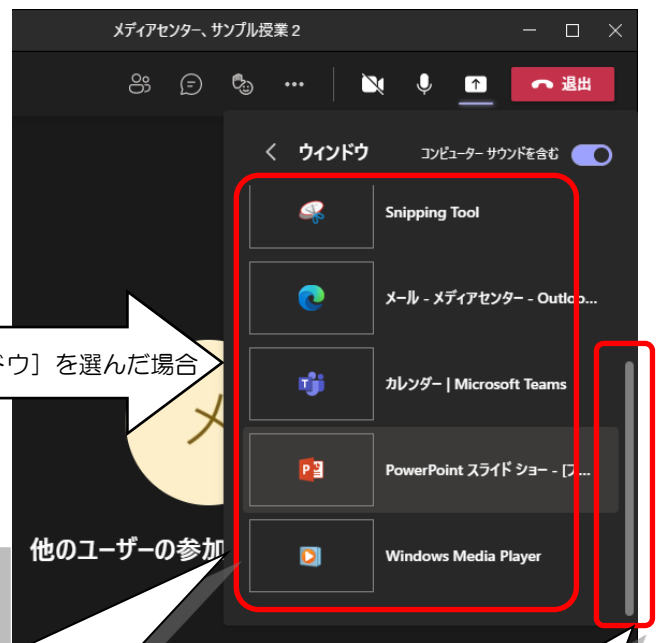 メディアセンター、サンプル授業2
退出
ウィンドウ
コンピューター サウンドを含む
Snipping Tool
メール - メディアセンター - Outloo...
ドウ］を選んだ場合
カレンダー | Microsoft Teams
メ
PowerPoint スライド ショー - [プ...
他のユーザーの参加
Windows Media Player